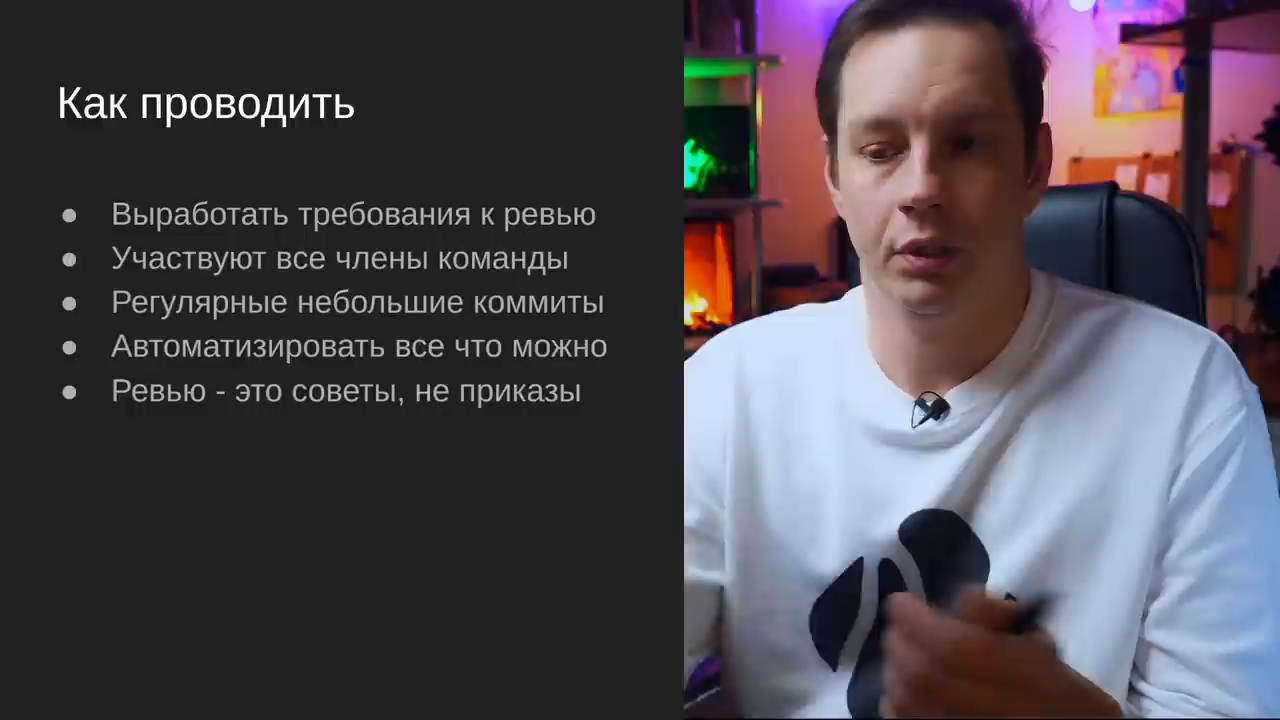 Как проводить
● Выработать требования к ревью
● Участвуют все члены команды
● Регулярные небольшие коммиты
● Автоматизировать все что можно
● Ревью - это советы, не приказы